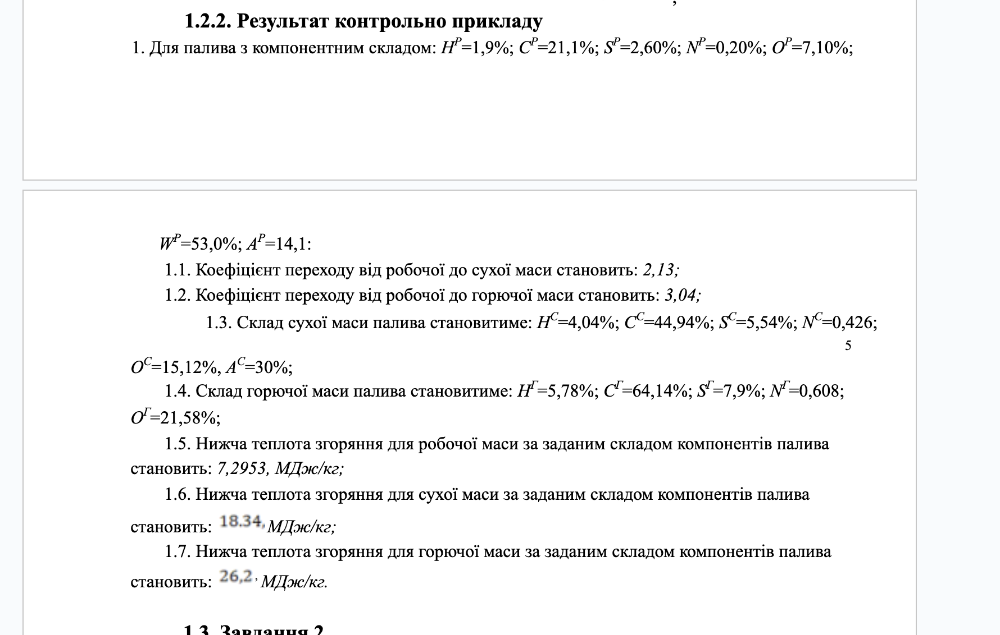 1.2.2. Результат контрольно прикладу
1. Для палива з компонентним складом: H^P=1,9%; C^P=21,1%; S^P=2,60%; N^P=0,20%; O^P=7,10%;
W^P=53,0%; A^P=14,1:
1.1. Коефіцієнт переходу від робочої до сухої маси становить: 2,13;
1.2. Коефіцієнт переходу від робочої до горючої маси становить: 3,04;
1.3. Склад сухої маси палива становитиме: H^C=4,04%; C^C=44,94%; S^C=5,54%; N^C=0,426;
5
O^C=15,12%, A^C=30%;
1.4. Склад горючої маси палива становитиме: H^Г=5,78%; C^Г=64,14%; S^Г=7,9%; N^Г=0,608;
O^Г=21,58%;
1.5. Нижча теплота згоряння для робочої маси за заданим складом компонентів палива
становить: 7,2953, МДж/кг;
1.6. Нижча теплота згоряння для сухої маси за заданим складом компонентів палива
становить: 18.34, МДж/кг;
1.7. Нижча теплота згоряння для горючої маси за заданим складом компонентів палива
становить: 26,2, МДж/кг.
1.3. Завдання 2